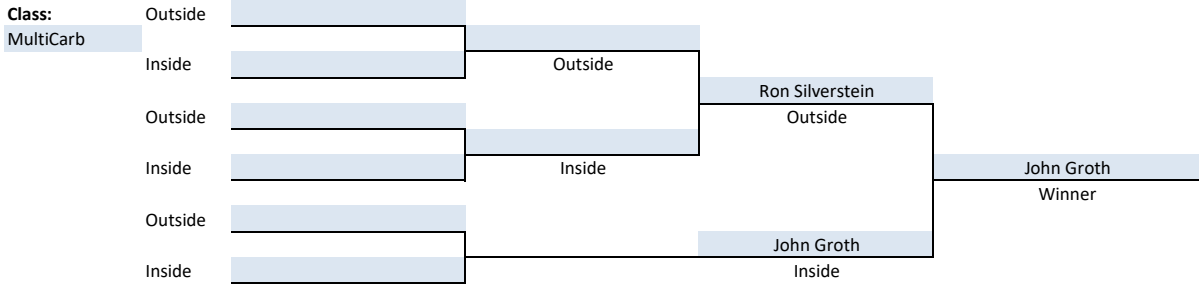 Class:
Outside
MultiCarb
Inside
Outside
Ron Silverstein
Outside
Outside
Inside
Inside
John Groth
Winner
Outside
John Groth
Inside
Inside